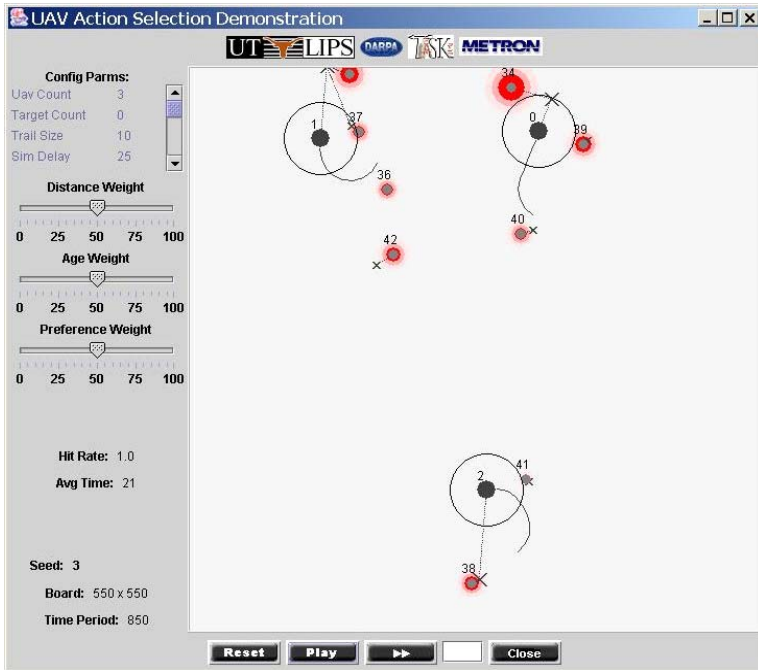 UAV Action Selection Demonstration
UT LIPS DARPA TASK METRON
Config Parms:
Uav Count 3
Target Count 0
Trail Size 10
Sim Delay 25
Distance Weight
0 25 50 75 100
Age Weight
0 25 50 75 100
Preference Weight
0 25 50 75 100
Hit Rate: 1.0
Avg Time: 21
Seed: 3
Board: 550 x 550
Time Period: 850
34
1
37
0
39
36
40
42
2
41
38
Reset Play Close